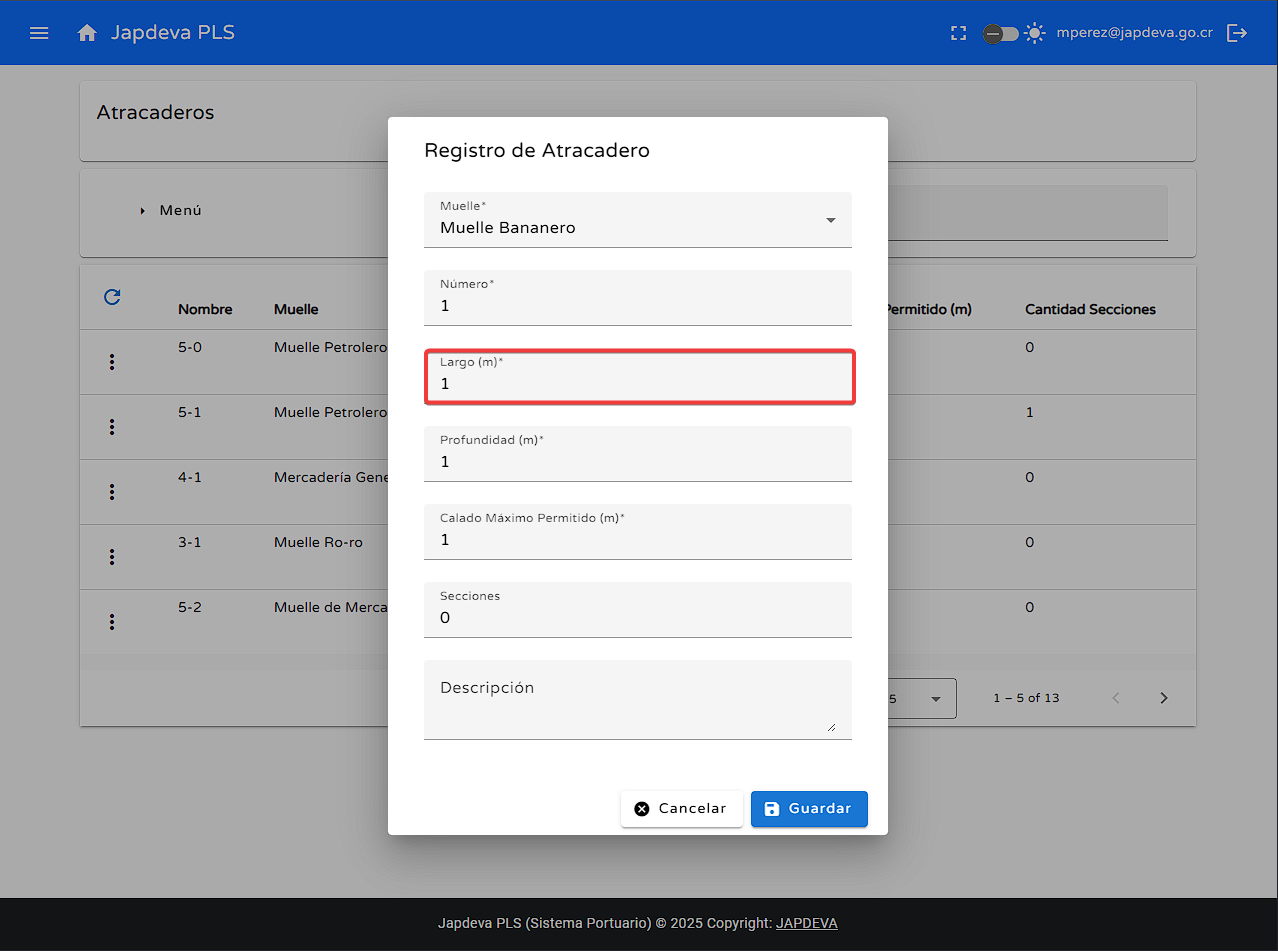 Japdeva PLS
mperez@japdeva.go.cr
Atracaderos
Menú
Registro de Atracadero
Muelle*
Muelle Bananero
Número*
1
Largo (m)*
1
Profundidad (m)*
1
Calado Máximo Permitido (m)*
1
Secciones
0
Descripción
Cancelar
Guardar
Nombre Muelle Permitido (m) Cantidad Secciones
5-0 Muelle Petrolero 0
5-1 Muelle Petrolero 1
4-1 Mercadería Gene 0
3-1 Muelle Ro-ro 0
5-2 Muelle de Merca 0
5 1 – 5 of 13
Japdeva PLS (Sistema Portuario) © 2025 Copyright: JAPDEVA